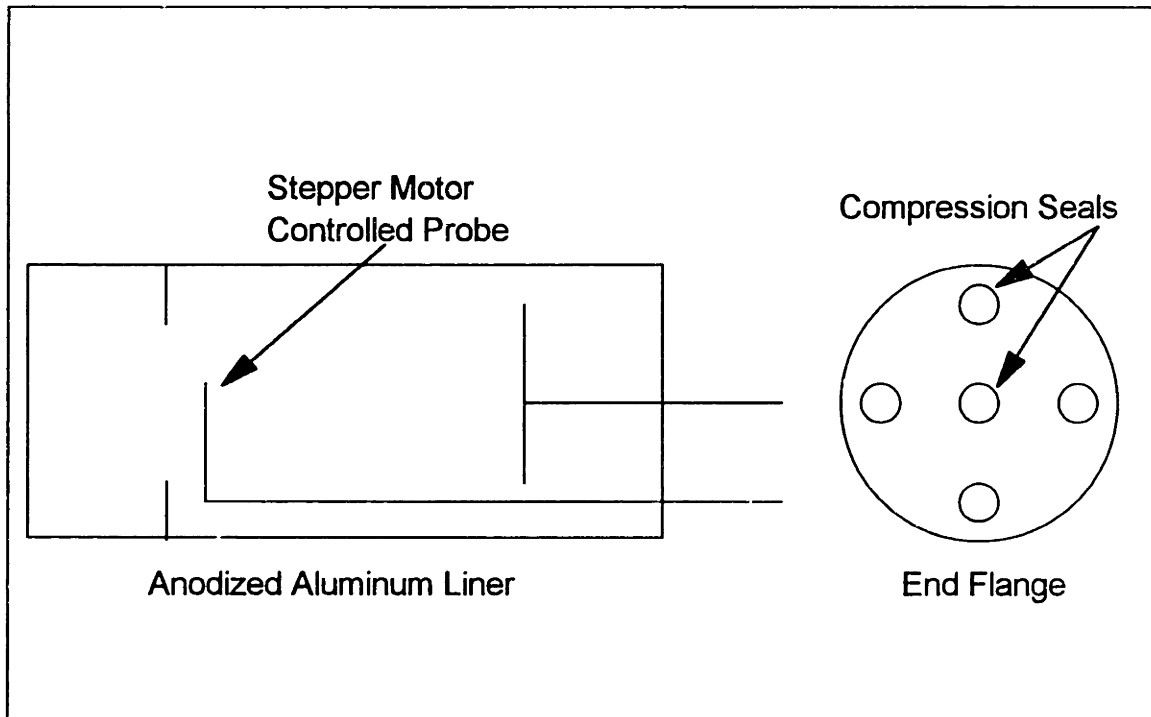 Stepper Motor
Controlled Probe
Compression Seals
Anodized Aluminum Liner
End Flange